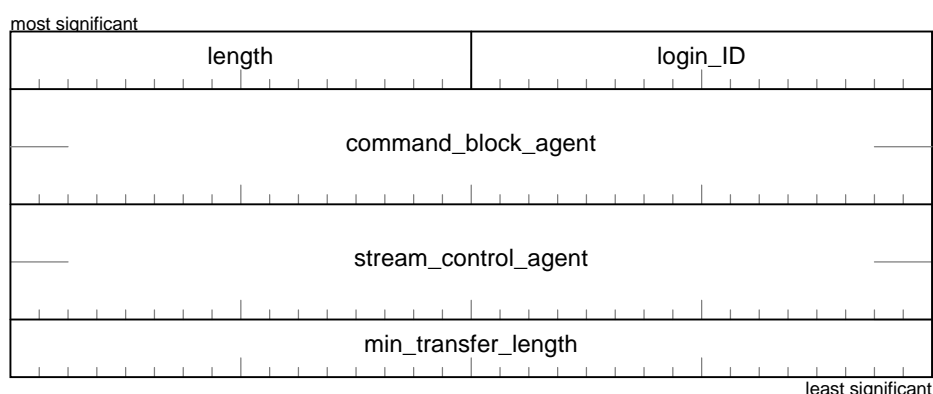 most significant
length login_ID
command_block_agent
stream_control_agent
min_transfer_length
least significant